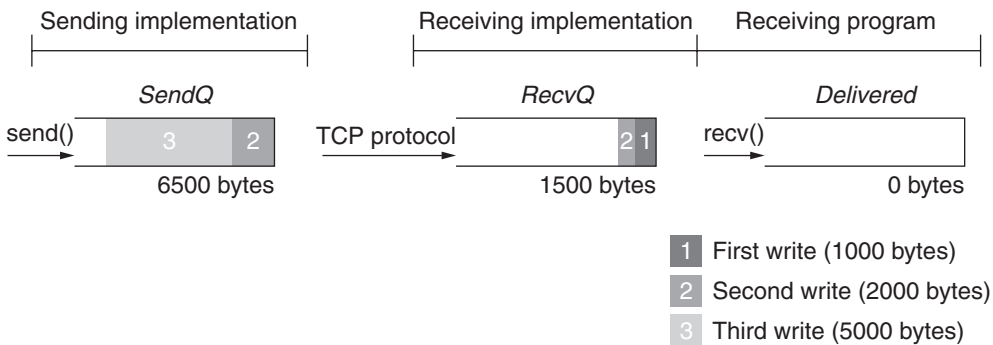 Sending implementation Receiving implementation Receiving program
SendQ RecvQ Delivered
send() 3 2 TCP protocol 2 1 recv()
6500 bytes 1500 bytes 0 bytes
1 First write (1000 bytes)
2 Second write (2000 bytes)
3 Third write (5000 bytes)